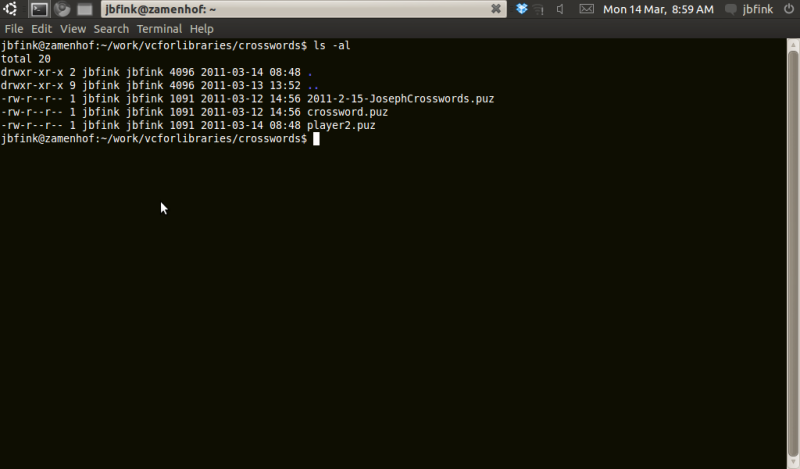 jbfink@zamenhof: ~ Mon 14 Mar, 8:59 AM jbfink
File Edit View Search Terminal Help
jbfink@zamenhof:~/work/vcforlibraries/crosswords$ ls -al
total 20
drwxr-xr-x 2 jbfink jbfink 4096 2011-03-14 08:48 .
drwxr-xr-x 9 jbfink jbfink 4096 2011-03-13 13:52 ..
-rw-r--r-- 1 jbfink jbfink 1091 2011-03-12 14:56 2011-2-15-JosephCrosswords.puz
-rw-r--r-- 1 jbfink jbfink 1091 2011-03-12 14:56 crossword.puz
-rw-r--r-- 1 jbfink jbfink 1091 2011-03-14 08:48 player2.puz
jbfink@zamenhof:~/work/vcforlibraries/crosswords$